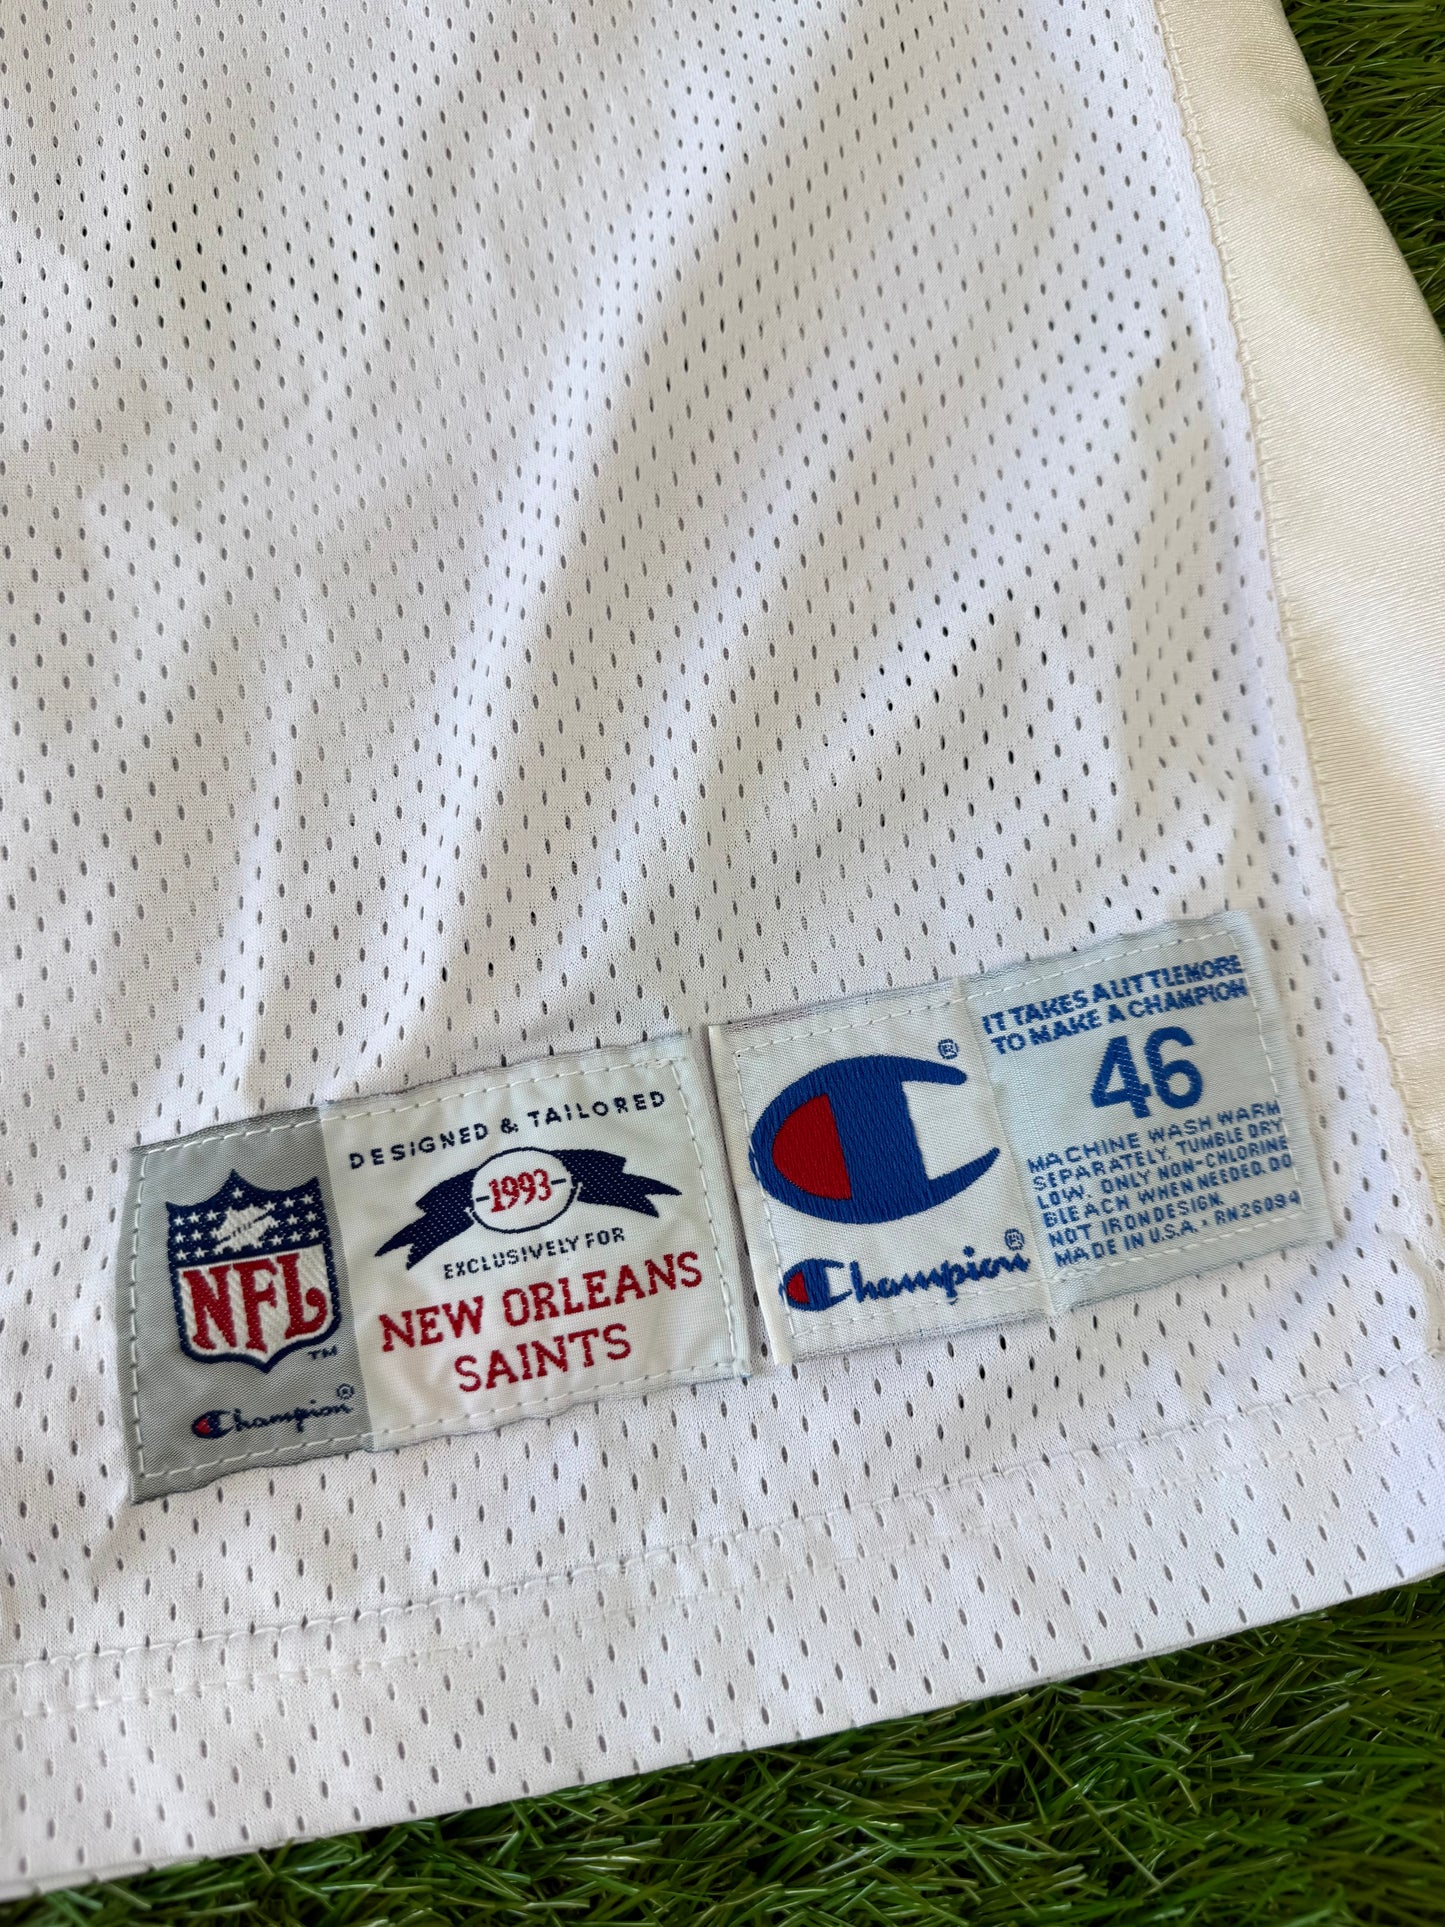 DESIGNED & TAILORED
1993
EXCLUSIVELY FOR
NEW ORLEANS
SAINTS
NFL
TM
Champion®
®
Champion®
IT TAKES A LITTLE MORE
TO MAKE A CHAMPION
46
MACHINE WASH WARM
SEPARATELY. TUMBLE DRY
LOW. ONLY NON-CHLORINE
BLEACH WHEN NEEDED. DO
NOT IRON DESIGN.
MADE IN U.S.A. • RN26094